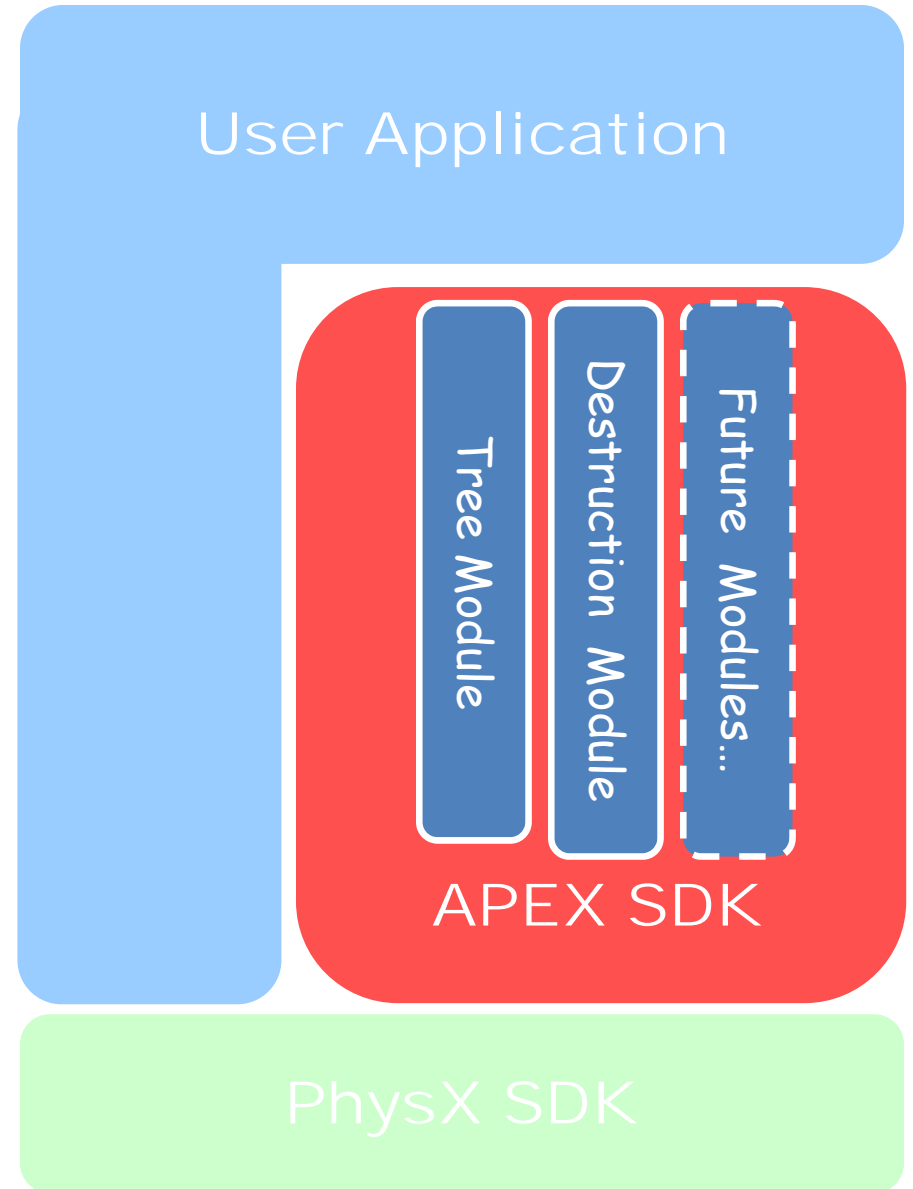 User Application
Tree Module
Destruction Module
Future Modules...
APEX SDK
PhysX SDK